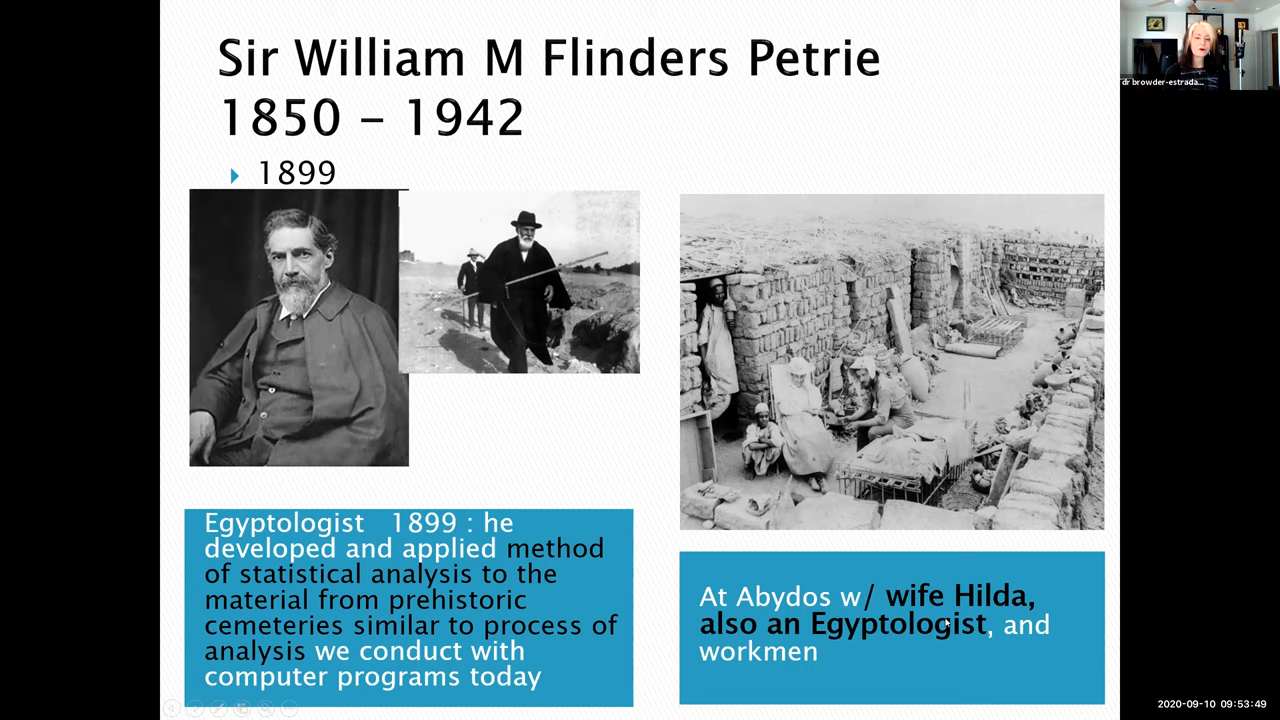 Sir William M Flinders Petrie
1850 – 1942
1899
Egyptologist 1899 : he
developed and applied method
of statistical analysis to the
material from prehistoric
cemeteries similar to process of
analysis we conduct with
computer programs today
At Abydos w/ wife Hilda,
also an Egyptologist, and
workmen
dr browder-estrada...
2020-09-10 09:53:49